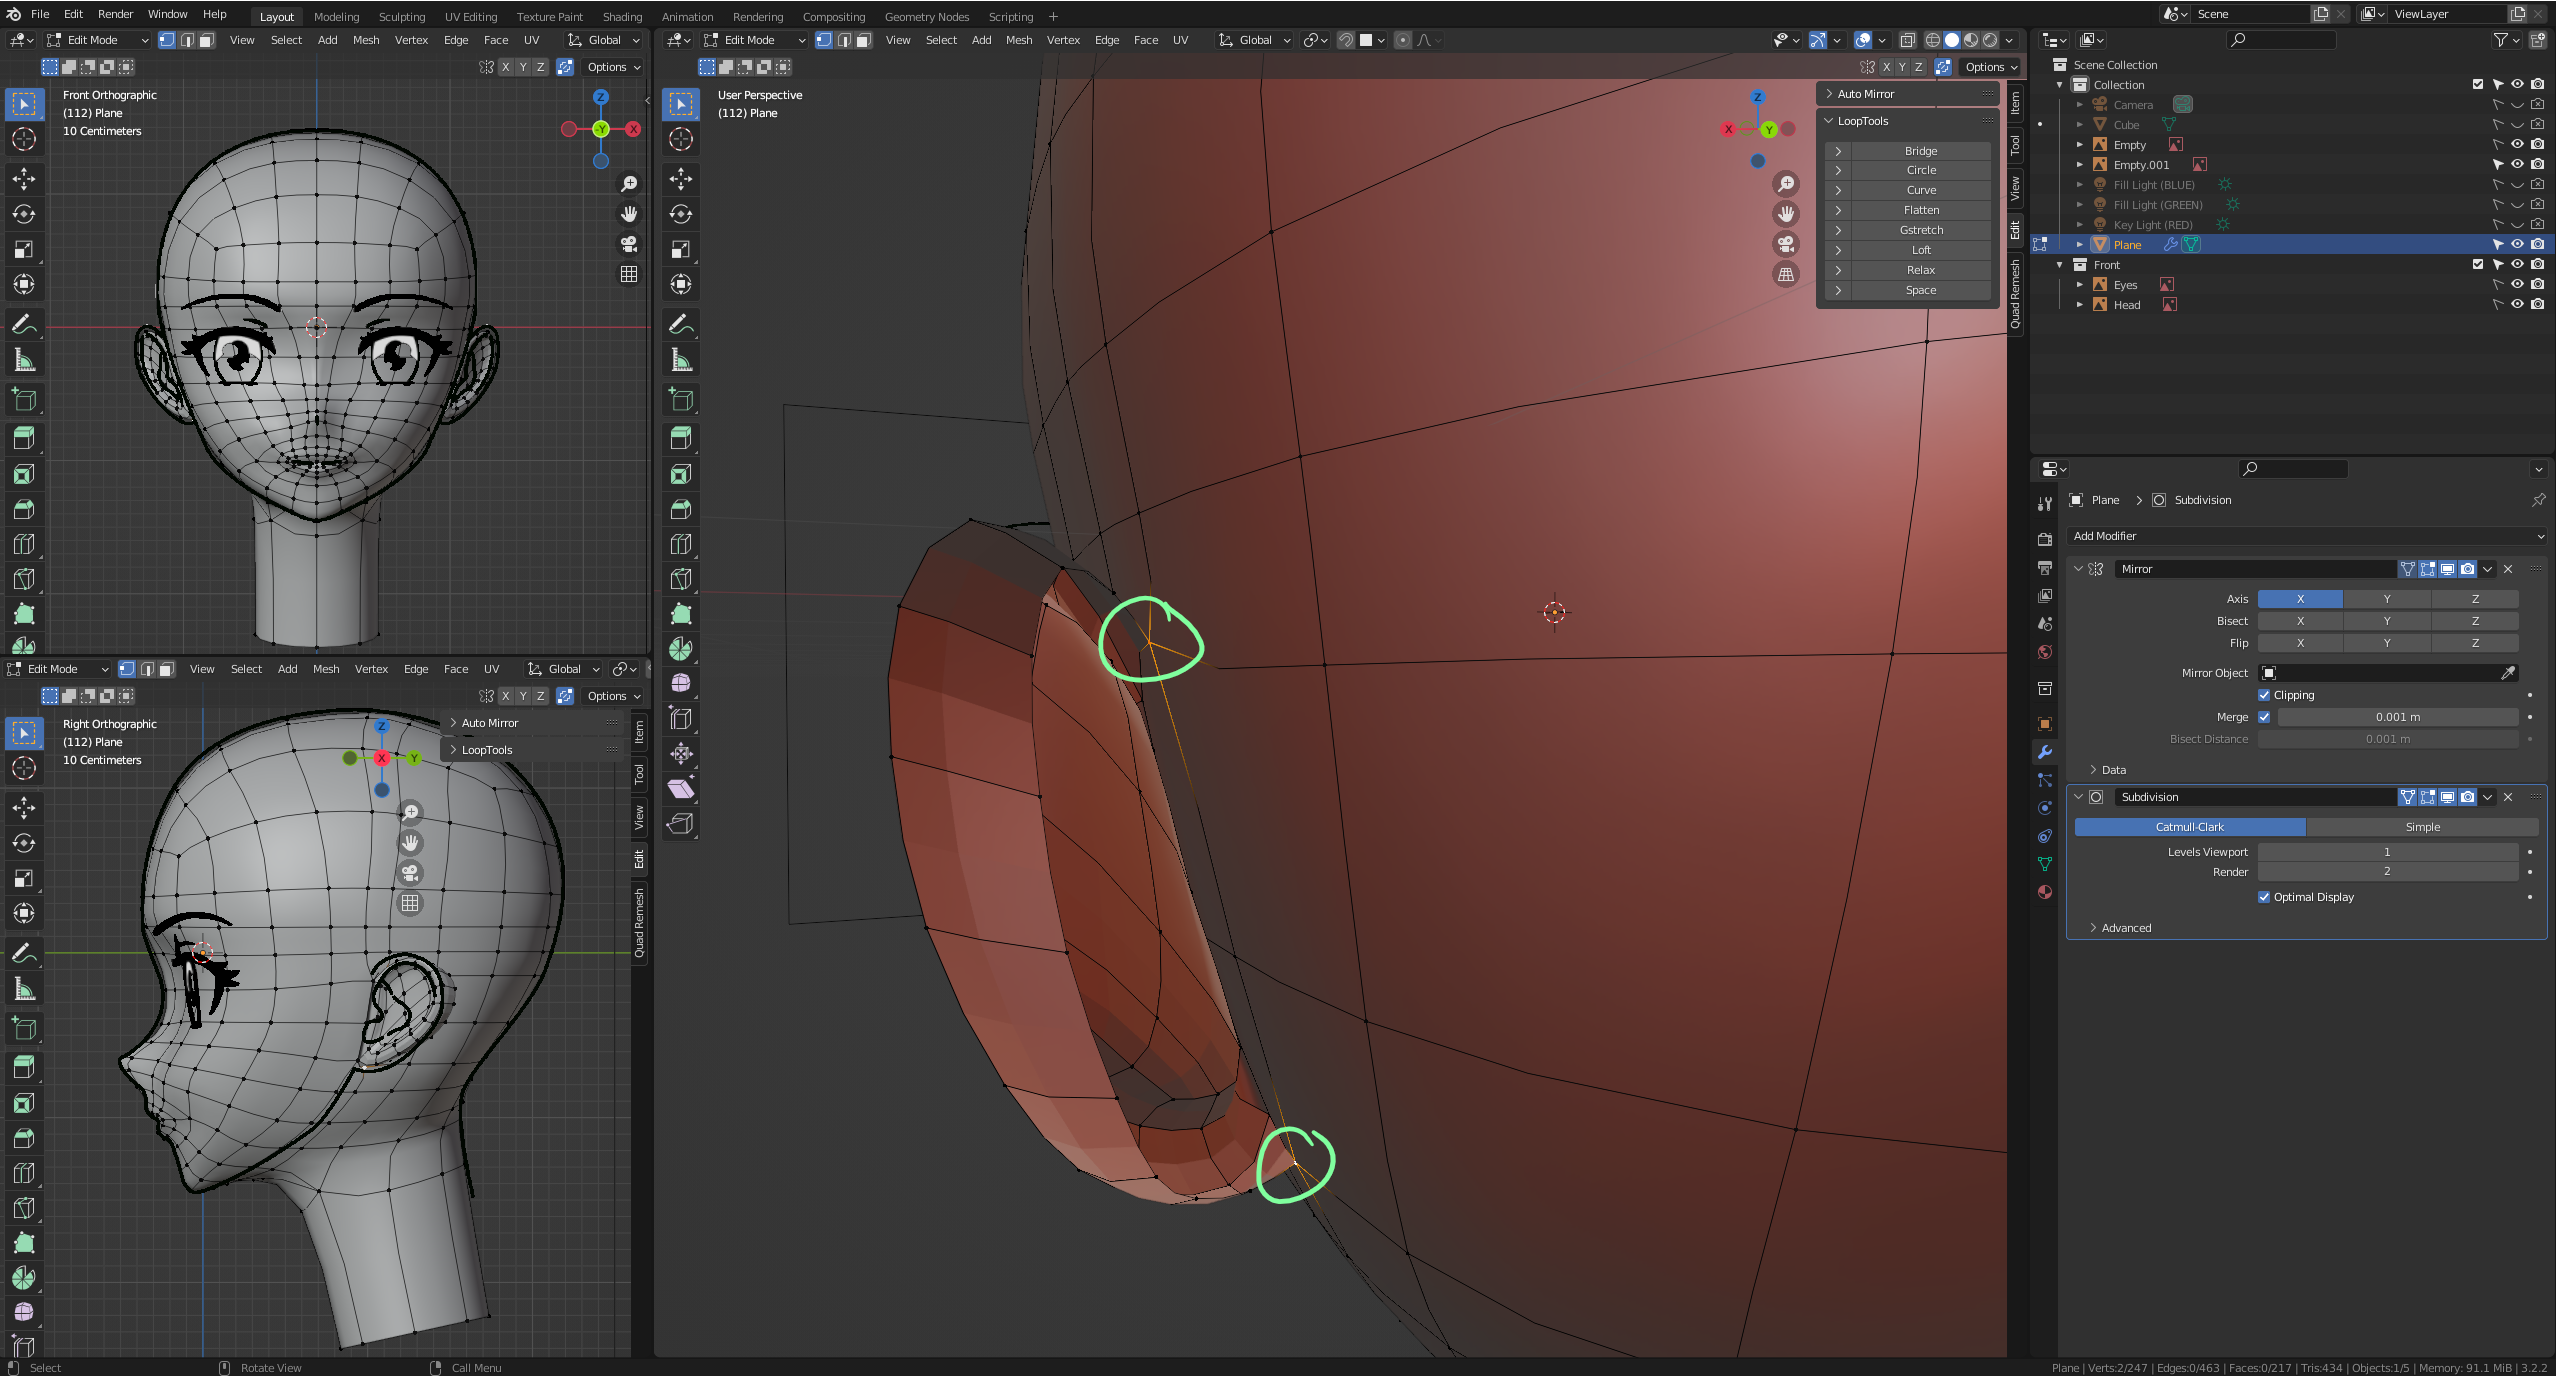 File Edit Render Window Help Layout Modeling Sculpting UV Editing Texture Paint Shading Animation Rendering Compositing Geometry Nodes Scripting + Scene ViewLayer
Edit Mode View Select Add Mesh Vertex Edge Face UV Global
X Y Z Options
Front Orthographic
(112) Plane
10 Centimeters
Z
-Y
X
Edit Mode View Select Add Mesh Vertex Edge Face UV Global
X Y Z Options
User Perspective
(112) Plane
Z
X
Y
Auto Mirror
LoopTools
Bridge
Circle
Curve
Flatten
Gstretch
Loft
Relax
Space
Item
Tool
View
Edit
Quad Remesh
Edit Mode View Select Add Mesh Vertex Edge Face UV Global
X Y Z Options
Right Orthographic
(112) Plane
10 Centimeters
Z
X
Y
Auto Mirror
LoopTools
Item
Tool
View
Edit
Quad Remesh
Scene Collection
Collection
Camera
Cube
Empty
Empty.001
Fill Light (BLUE)
Fill Light (GREEN)
Key Light (RED)
Plane
Front
Eyes
Head
Plane Subdivision
Add Modifier
Mirror
Axis X Y Z
Bisect X Y Z
Flip X Y Z
Mirror Object
Clipping
Merge 0.001 m
Bisect Distance 0.001 m
Data
Subdivision
Catmull-Clark Simple
Levels Viewport 1
Render 2
Optimal Display
Advanced
Select Rotate View Call Menu Plane | Verts:2/247 | Edges:0/463 | Faces:0/217 | Tris:434 | Objects:1/5 | Memory: 91.1 MiB | 3.2.2